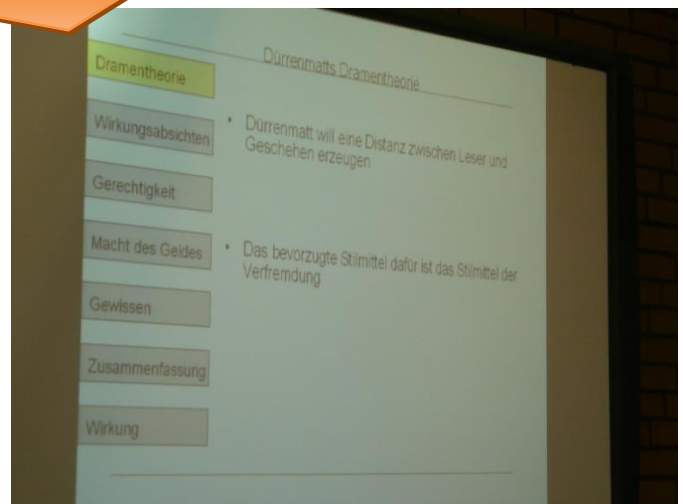 Dürrenmatts Dramentheorie
Dramentheorie
Wirkungsabsichten
Gerechtigkeit
Macht des Geldes
Gewissen
Zusammenfassung
Wirkung
• Dürrenmatt will eine Distanz zwischen Leser und
Geschehen erzeugen
• Das bevorzugte Stilmittel dafür ist das Stilmittel der
Verfremdung